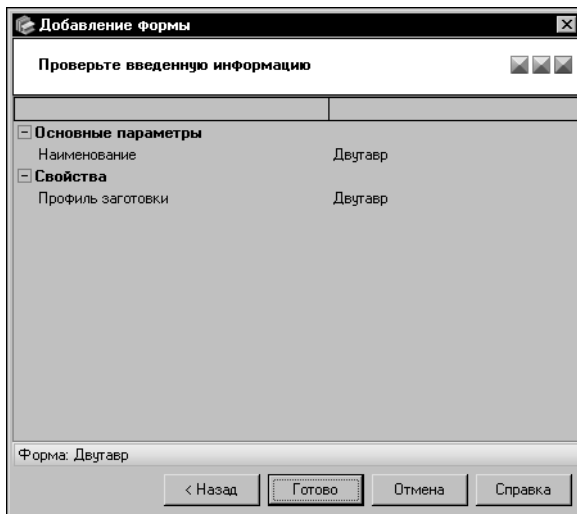 Добавление формы
Проверьте введенную информацию
Основные параметры
Наименование Двутавр
Свойства
Профиль заготовки Двутавр
Форма: Двутавр
< Назад Готово Отмена Справка